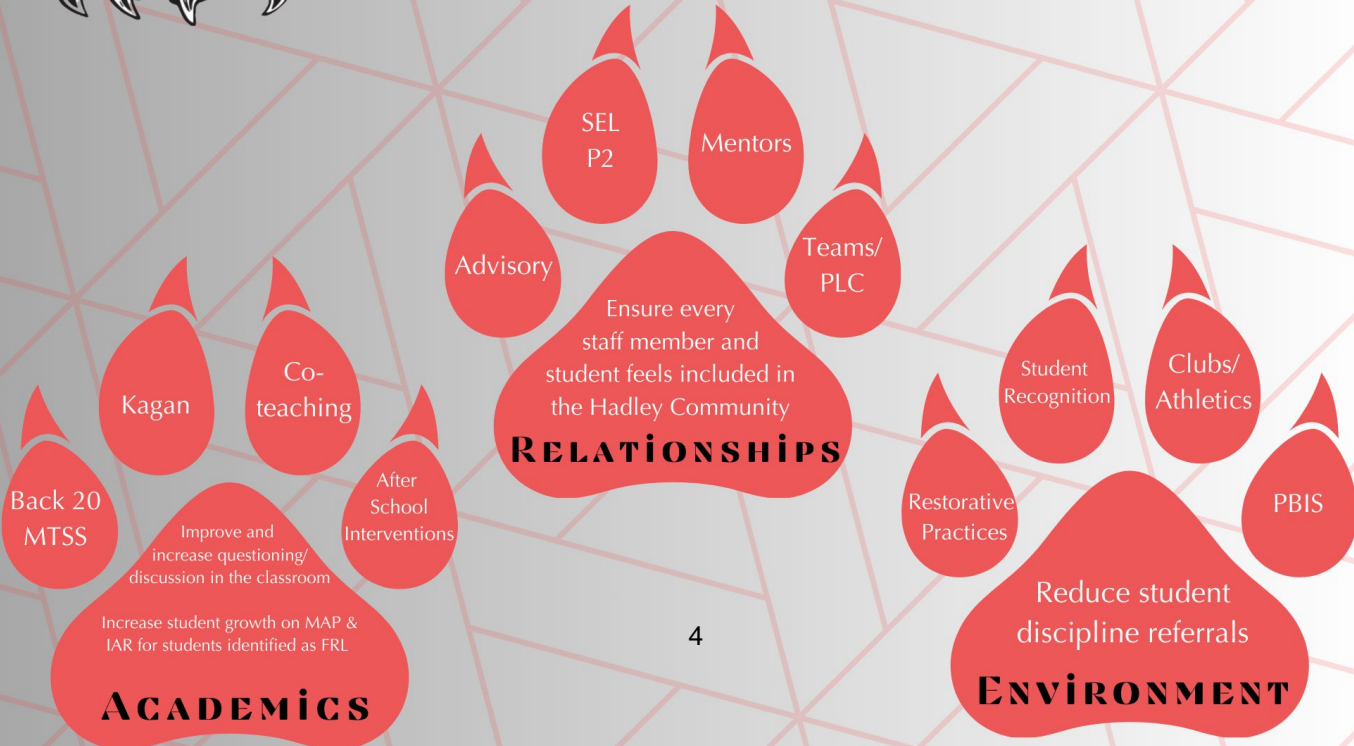 Back 20
MTSS
Kagan
Co-
teaching
After
School
Interventions
Improve and
increase questioning/
discussion in the classroom
Increase student growth on MAP &
IAR for students identified as FRL
ACADEMiCS
Advisory
SEL
P2
Mentors
Teams/
PLC
Ensure every
staff member and
student feels included in
the Hadley Community
RELATiONSHiPS
Restorative
Practices
Student
Recognition
Clubs/
Athletics
PBIS
Reduce student
discipline referrals
ENViRONMENT
4